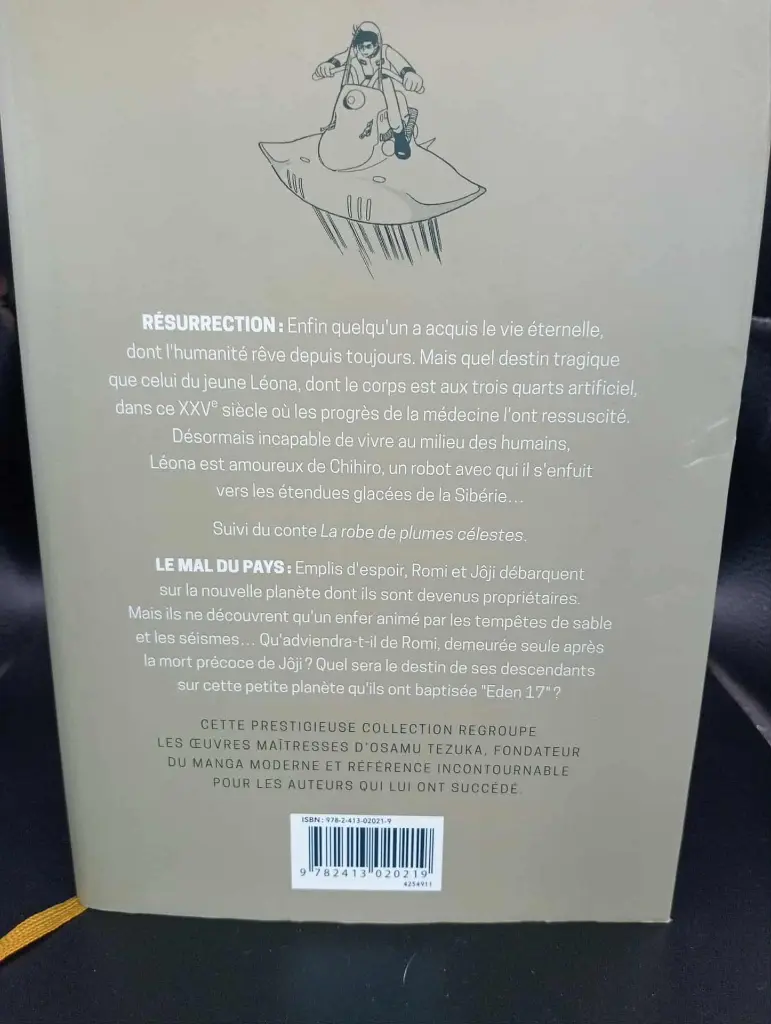 RÉSURRECTION : Enfin quelqu'un a acquis le vie éternelle,
dont l'humanité rêve depuis toujours. Mais quel destin tragique
que celui du jeune Léona, dont le corps est aux trois quarts artificiel,
dans ce XXVe siècle où les progrès de la médecine l'ont ressuscité.
Désormais incapable de vivre au milieu des humains,
Léona est amoureux de Chihiro, un robot avec qui il s'enfuit
vers les étendues glacées de la Sibérie...
Suivi du conte La robe de plumes célestes.
LE MAL DU PAYS : Emplis d'espoir, Romi et Jôji débarquent
sur la nouvelle planète dont ils sont devenus propriétaires.
Mais ils ne découvrent qu'un enfer animé par les tempêtes de sable
et les séismes... Qu'adviendra-t-il de Romi, demeurée seule après
la mort précoce de Jôji ? Quel sera le destin de ses descendants
sur cette petite planète qu'ils ont baptisée "Eden 17" ?
CETTE PRESTIGIEUSE COLLECTION REGROUPE
LES ŒUVRES MAÎTRESSES D'OSAMU TEZUKA, FONDATEUR
DU MANGA MODERNE ET RÉFÉRENCE INCONTOURNABLE
POUR LES AUTEURS QUI LUI ONT SUCCÉDÉ.
ISBN : 978-2-413-02021-9
9 782413 020219
4254911